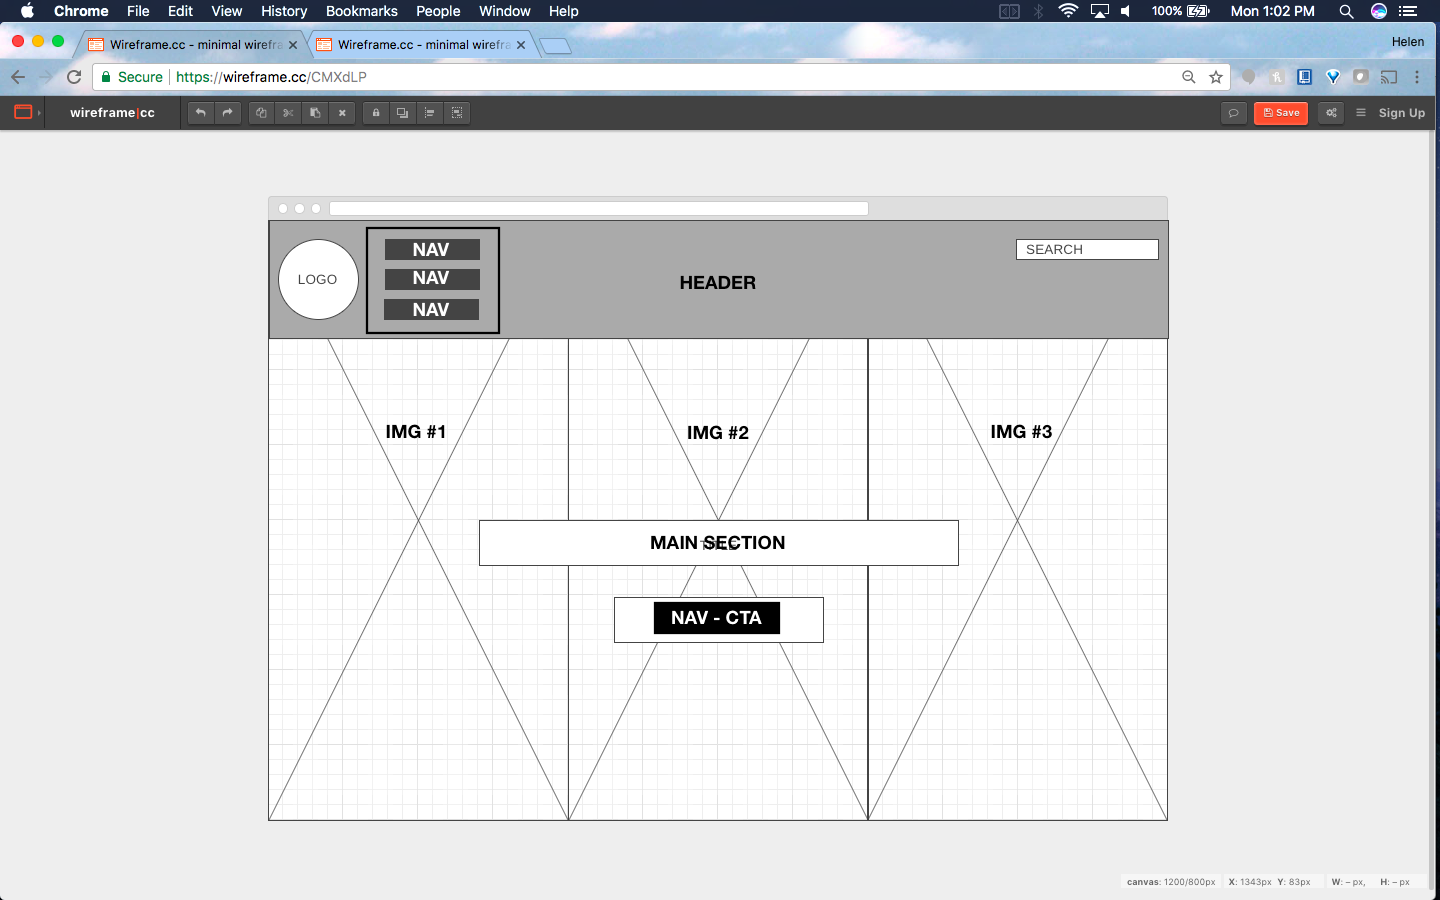 Chrome File Edit View History Bookmarks People Window Help 100% Mon 1:02 PM
Wireframe.cc - minimal wirefra Wireframe.cc - minimal wirefra Helen
Secure https://wireframe.cc/CMXdLP
wireframe|cc Save Sign Up
LOGO
NAV
NAV
NAV
HEADER
SEARCH
IMG #1
IMG #2
IMG #3
MAIN SECTION
TITLE
NAV - CTA
canvas: 1200/800px X: 1343px Y: 83px W: – px, H: – px